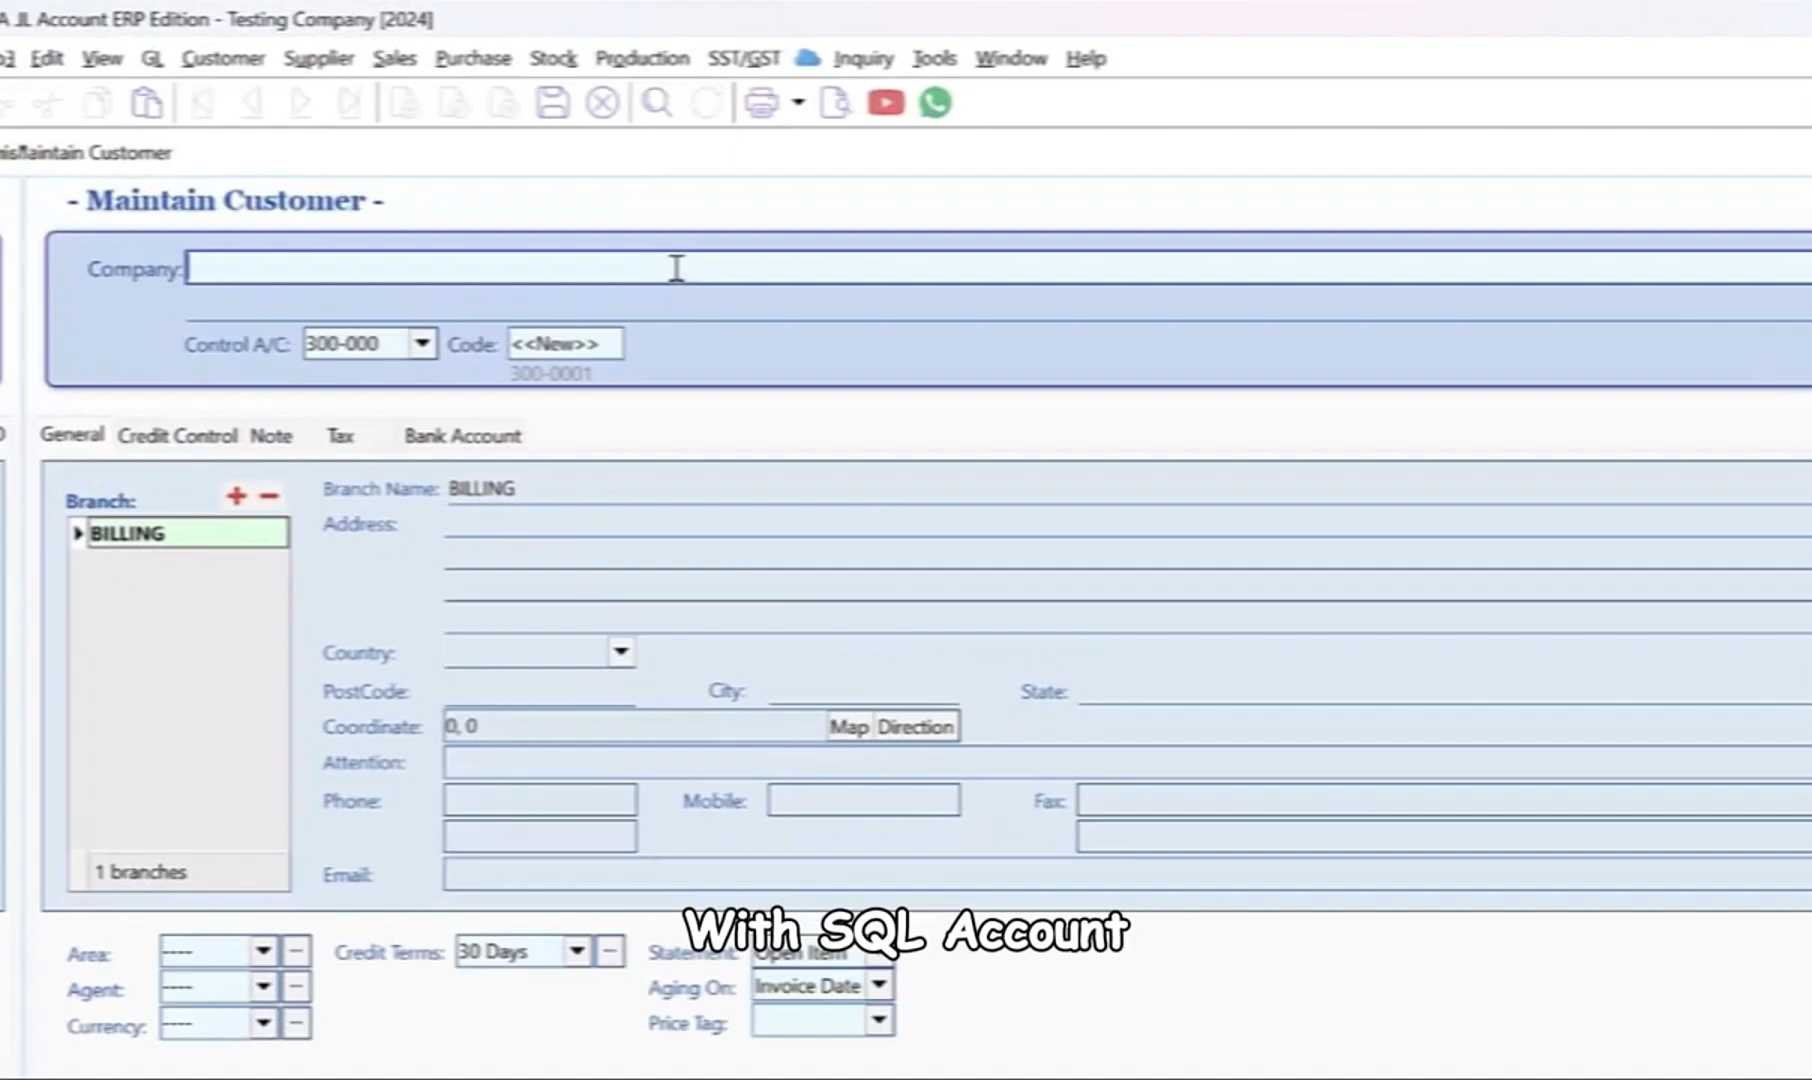 JL Account ERP Edition - Testing Company [2024]
Edit View GL Customer Supplier Sales Purchase Stock Production SST/GST Inquiry Tools Window Help
Maintain Customer
- Maintain Customer -
Company:
Control A/C: 300-000 Code: <<New>>
300-0001
General Credit Control Note Tax Bank Account
Branch: + −
BILLING
1 branches
Branch Name: BILLING
Address:
Country:
PostCode: City: State:
Coordinate: 0, 0 Map Direction
Attention:
Phone: Mobile: Fax:
Email:
With SQL Account
Area: ---- Credit Terms: 30 Days Statement: Open Item
Agent: ---- Aging On: Invoice Date
Currency: ---- Price Tag: